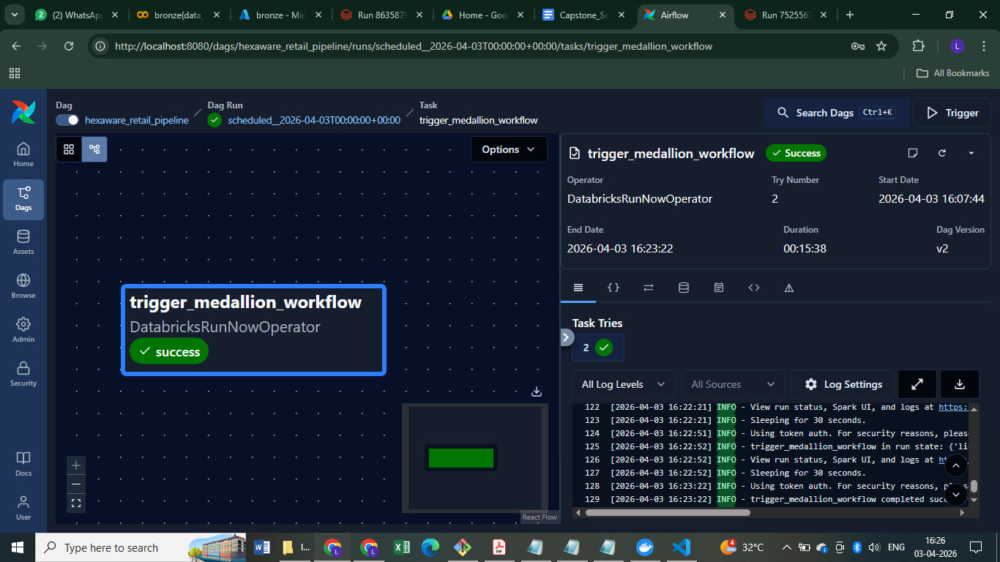 2
(2) WhatsAp
bronze(data_
bronze - Mic
Run 863587
Home - Goo
Capstone_Sc
Airflow
Run 752556
http://localhost:8080/dags/hexaware_retail_pipeline/runs/scheduled__2026-04-03T00:00:00+00:00/tasks/trigger_medallion_workflow
L
All Bookmarks
Dag
hexaware_retail_pipeline
Dag Run
scheduled__2026-04-03T00:00:00+00:00
Task
trigger_medallion_workflow
Search Dags Ctrl+K
Trigger
Home
Dags
Assets
Browse
Admin
Security
Docs
User
Options
trigger_medallion_workflow
DatabricksRunNowOperator
success
React Flow
trigger_medallion_workflow Success
Operator Try Number Start Date
DatabricksRunNowOperator 2 2026-04-03 16:07:44
End Date Duration Dag Version
2026-04-03 16:23:22 00:15:38 v2
Task Tries
2
All Log Levels All Sources Log Settings
122 [2026-04-03 16:22:21] INFO - View run status, Spark UI, and logs at https:
123 [2026-04-03 16:22:21] INFO - Sleeping for 30 seconds.
124 [2026-04-03 16:22:51] INFO - Using token auth. For security reasons, pleas
125 [2026-04-03 16:22:52] INFO - trigger_medallion_workflow in run state: {'li
126 [2026-04-03 16:22:52] INFO - View run status, Spark UI, and logs at
127 [2026-04-03 16:22:52] INFO - Sleeping for 30 seconds.
128 [2026-04-03 16:23:22] INFO - Using token auth. For security reasons,
129 [2026-04-03 16:23:22] INFO - trigger_medallion_workflow completed suc
Type here to search
I...
4
32°C
ENG
16:26
03-04-2026